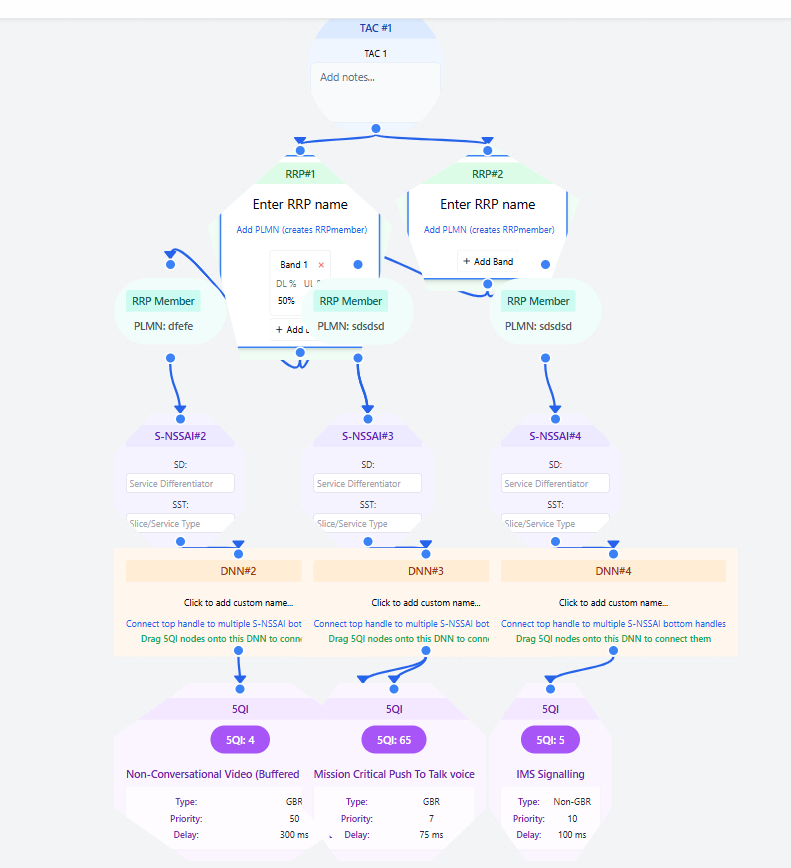 TAC #1
TAC 1
Add notes...
RRP#1
RRP#2
Enter RRP name
Enter RRP name
Add PLMN (creates RRPmember)
Add PLMN (creates RRPmember)
Band 1 ×
+ Add Band
DL % UL
50%
+ Add
RRP Member
PLMN: dfefe
RRP Member
PLMN: sdsdsd
RRP Member
PLMN: sdsdsd
S-NSSAI#2
S-NSSAI#3
S-NSSAI#4
SD:
SD:
SD:
Service Differentiator
Service Differentiator
Service Differentiator
SST:
SST:
SST:
Slice/Service Type
Slice/Service Type
Slice/Service Type
DNN#2
DNN#3
DNN#4
Click to add custom name...
Click to add custom name...
Click to add custom name...
Connect top handle to multiple S-NSSAI bot
Connect top handle to multiple S-NSSAI bot
Connect top handle to multiple S-NSSAI bottom handles
Drag 5QI nodes onto this DNN to conne
Drag 5QI nodes onto this DNN to conn
Drag 5QI nodes onto this DNN to connect them
5QI
5QI
5QI
5QI: 4
5QI: 65
5QI: 5
Non-Conversational Video (Buffered
Mission Critical Push To Talk voice
IMS Signalling
Type: GBR
Priority: 50
Delay: 300 ms
Type: GBR
Priority: 7
Delay: 75 ms
Type: Non-GBR
Priority: 10
Delay: 100 ms